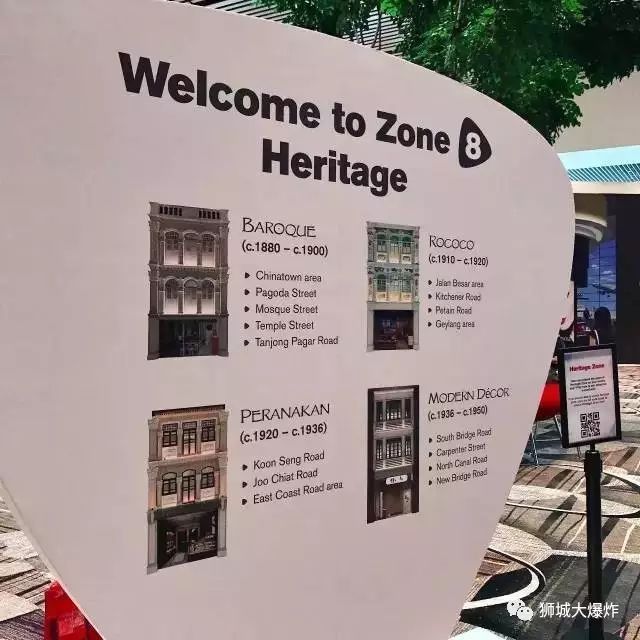 Welcome to Zone 8
Heritage
BAROQUE
(c.1880 – c.1900)
Chinatown area
Pagoda Street
Mosque Street
Temple Street
Tanjong Pagar Road
ROCOCO
(c.1910 – c.1920)
Jalan Besar area
Kitchener Road
Petain Road
Geylang area
PERANAKAN
(c.1920 – c.1936)
Koon Seng Road
Joo Chiat Road
East Coast Road area
MODERN DéCOR
(c.1936 – c.1950)
South Bridge Road
Carpenter Street
North Canal Road
New Bridge Road
Heritage Zone
狮城大爆炸